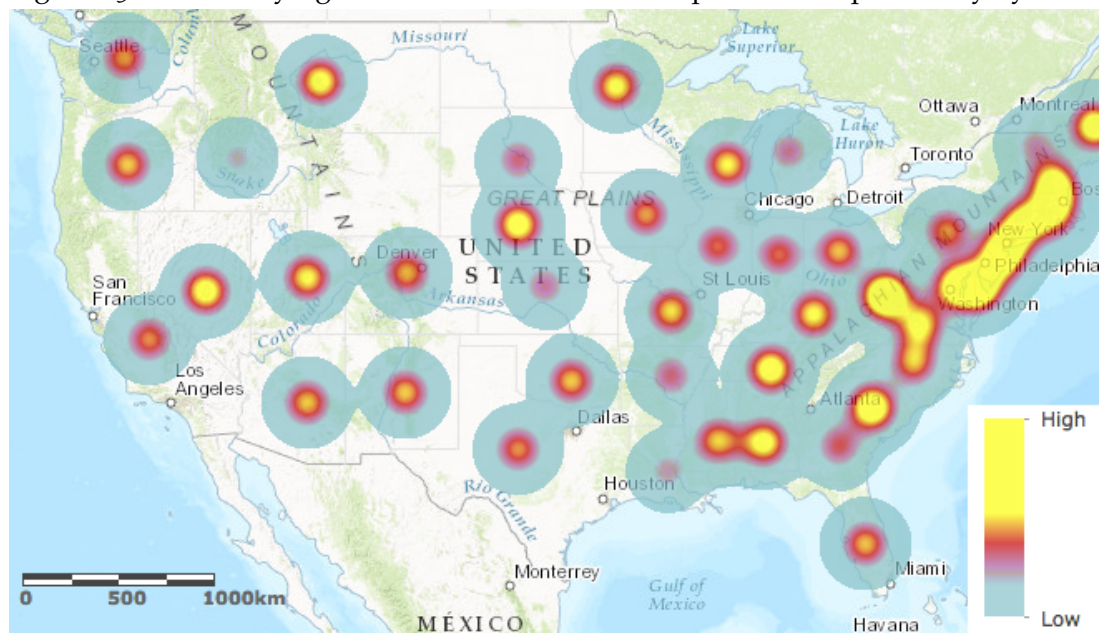 Seattle
Missouri
Lake
Superior
Ottawa
Montreal
MOUNTAINS
Snake
Mississippi
Lake
Huron
Toronto
GREAT PLAINS
Chicago
Detroit
New York
Philadelphia
UNITED
STATES
Denver
San
Francisco
Colorado
Arkansas
St Louis
Ohio
Washington
APPALACHIAN MOUNTAINS
Los
Angeles
Atlanta
Dallas
High
Rio Grande
Houston
Monterrey
Gulf of
Mexico
Miami
0 500 1000km
MÉXICO
Havana
Low